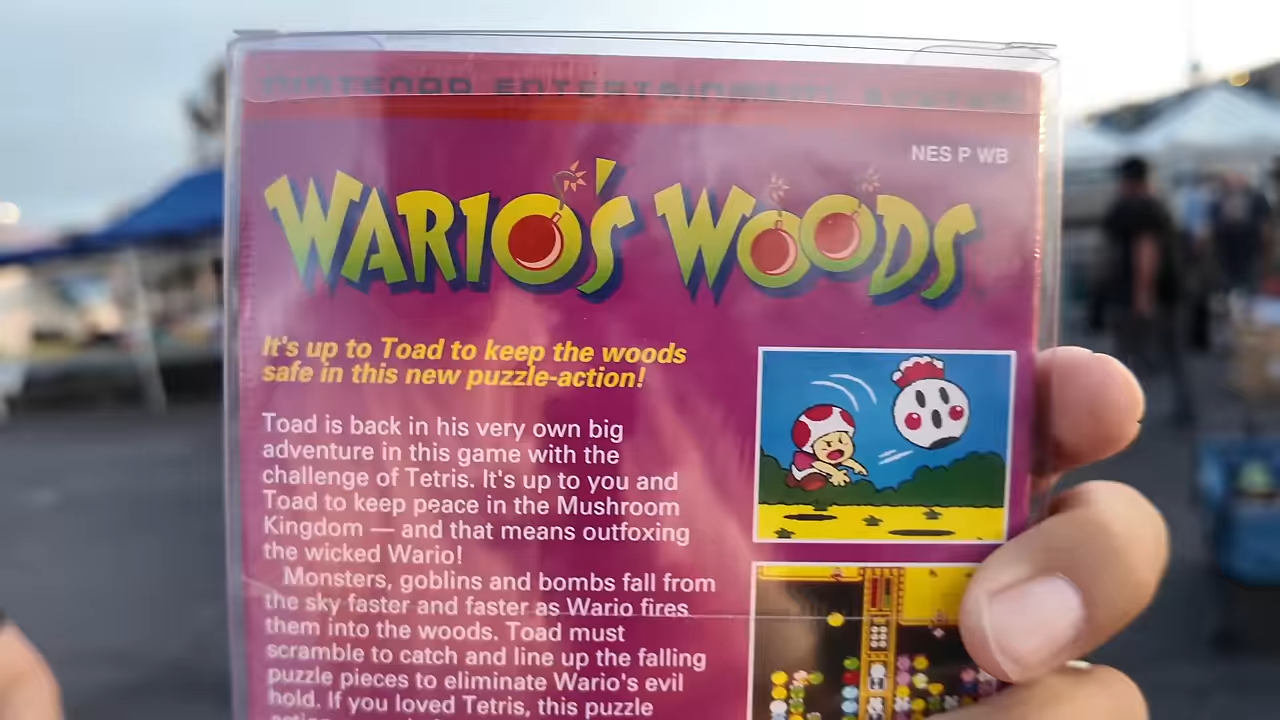 NINTENDO ENTERTAINMENT SYSTEM
NES P WB
WARIO'S WOODS
It's up to Toad to keep the woods
safe in this new puzzle-action!
Toad is back in his very own big
adventure in this game with the
challenge of Tetris. It's up to you and
Toad to keep peace in the Mushroom
Kingdom — and that means outfoxing
the wicked Wario!
Monsters, goblins and bombs fall from
the sky faster and faster as Wario fires
them into the woods. Toad must
scramble to catch and line up the falling
puzzle pieces to eliminate Wario's evil
hold. If you loved Tetris, this puzzle